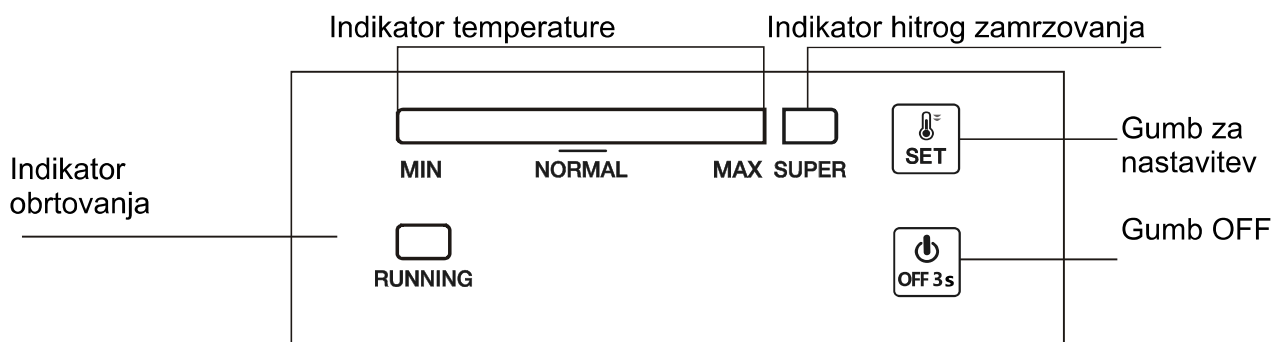 Indikator temperature
Indikator hitrog zamrzovanja
MIN
NORMAL
MAX
SUPER
SET
Gumb za
nastavitev
Indikator
obrtovanja
RUNNING
OFF 3s
Gumb OFF